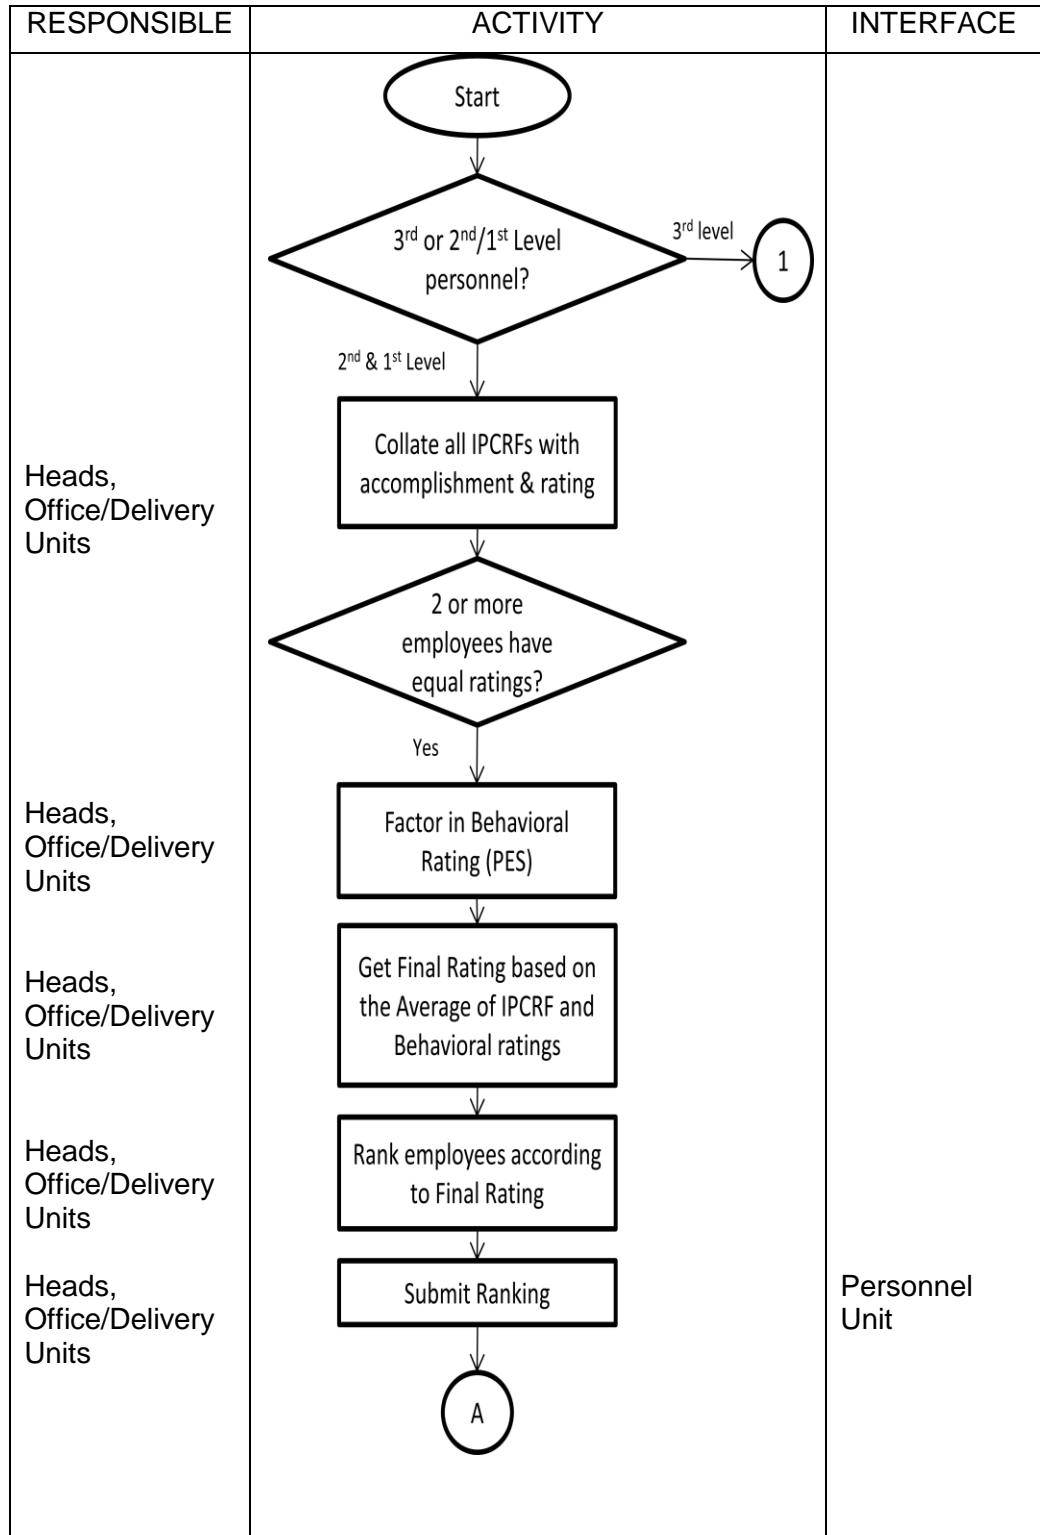 RESPONSIBLE ACTIVITY INTERFACE
Start
3rd or 2nd/1st Level
personnel?
3rd level
1
2nd & 1st Level
Heads,
Office/Delivery
Units
Collate all IPCRFs with
accomplishment & rating
2 or more
employees have
equal ratings?
Yes
Heads,
Office/Delivery
Units
Factor in Behavioral
Rating (PES)
Heads,
Office/Delivery
Units
Get Final Rating based on
the Average of IPCRF and
Behavioral ratings
Heads,
Office/Delivery
Units
Rank employees according
to Final Rating
Heads,
Office/Delivery
Units
Submit Ranking
Personnel
Unit
A